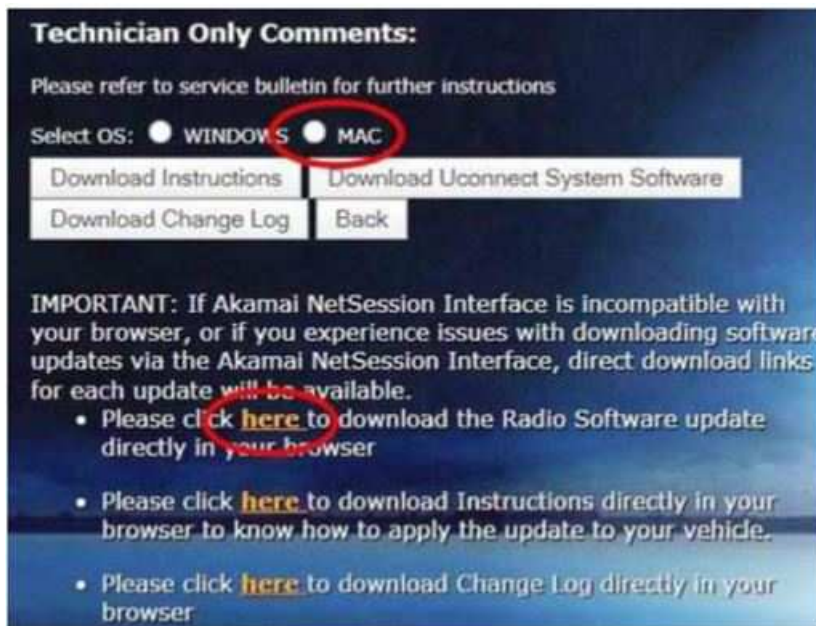 Technician Only Comments:
Please refer to service bulletin for further instructions
Select OS: WINDOWS MAC
Download Instructions Download Uconnect System Software
Download Change Log Back
IMPORTANT: If Akamai NetSession Interface is incompatible with
your browser, or if you experience issues with downloading software
updates via the Akamai NetSession Interface, direct download links
for each update will be available.
• Please click here to download the Radio Software update
directly in your browser
• Please click here to download Instructions directly in your
browser to know how to apply the update to your vehicle.
• Please click here to download Change Log directly in your
browser